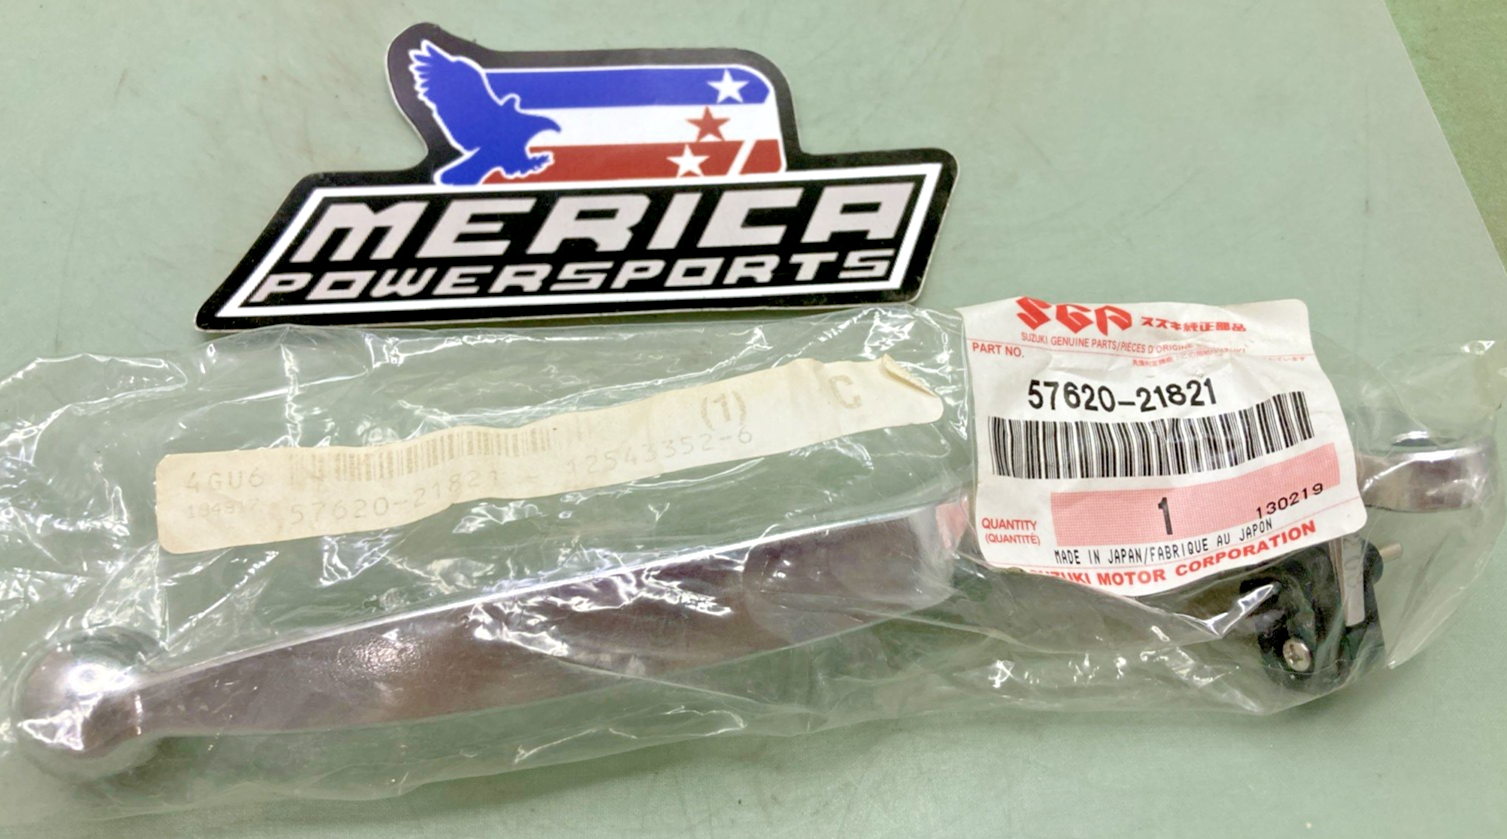 MERICA
POWERSPORTS
SGP スズキ純正部品
SUZUKI GENUINE PARTS/PIÈCES D'ORIGINE
PART NO.
57620-21821
1
130219
QUANTITY
(QUANTITÉ)
MADE IN JAPAN/FABRIQUE AU JAPON
SUZUKI MOTOR CORPORATION
4GU6
(1) C
57620-21821 - 12543352-6